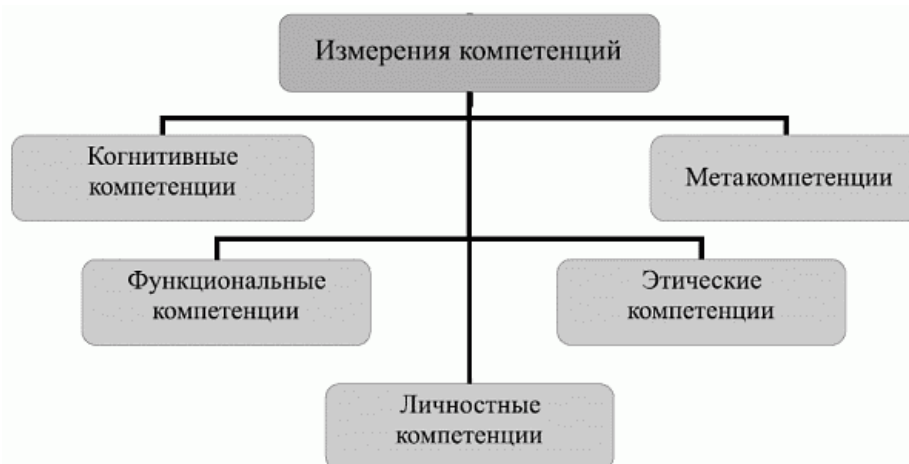 Измерения компетенций
Когнитивные
компетенции
Метакомпетенции
Функциональные
компетенции
Этические
компетенции
Личностные
компетенции